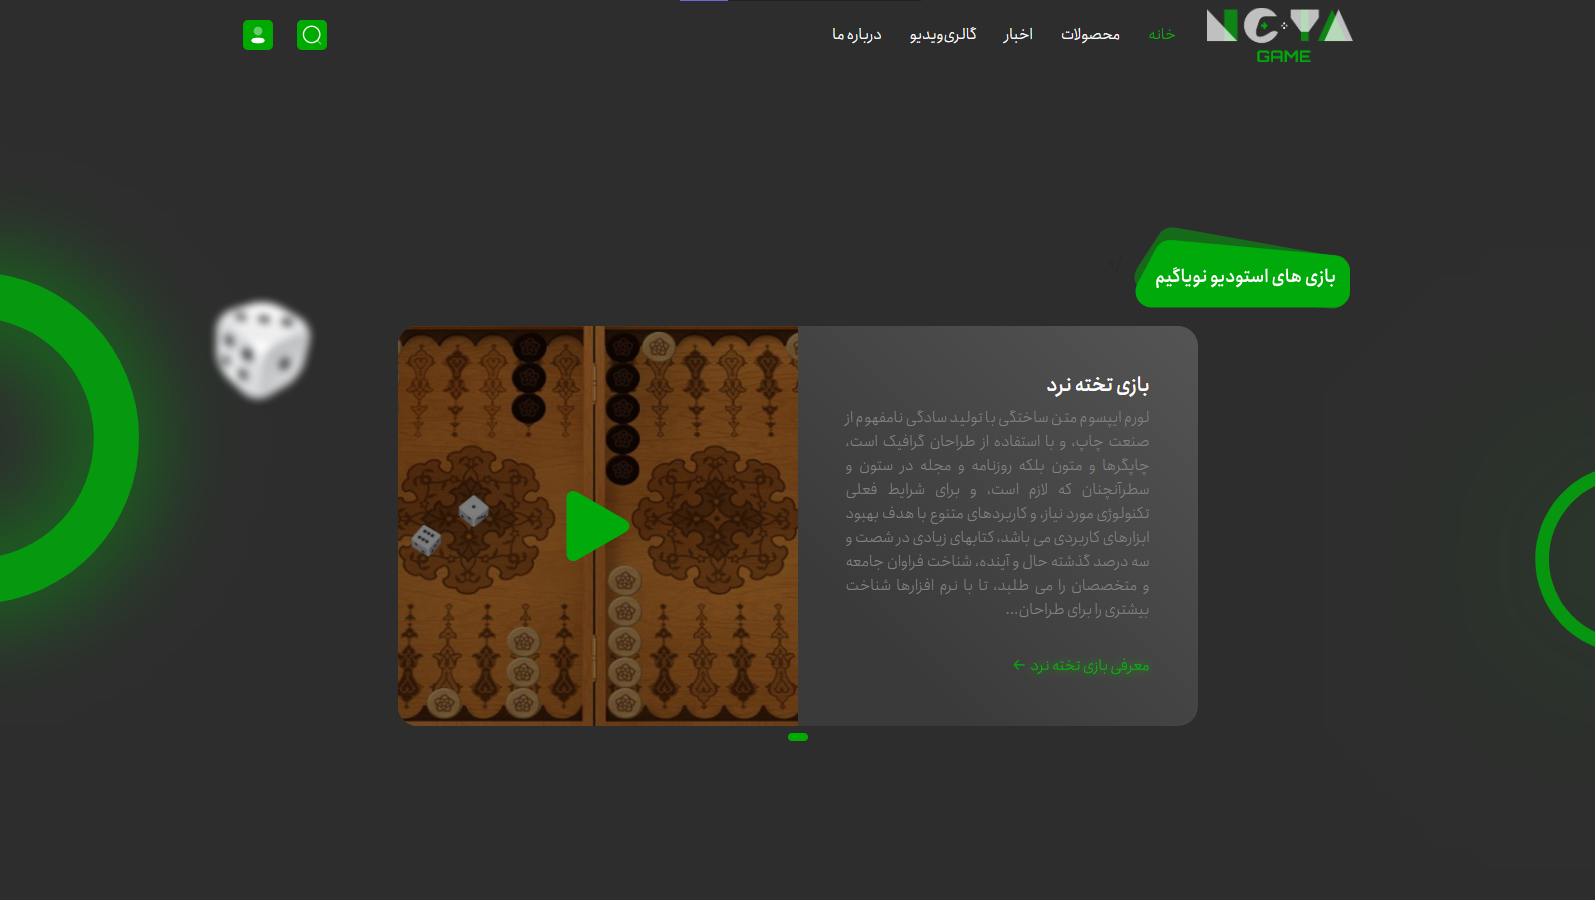 NOYA
GAME
خانه
محصولات
اخبار
گالری‌ویدیو
درباره ما
بازی های استودیو نویاگیم
بازی تخته نرد
لورم ایپسوم متن ساختگی با تولید سادگی نامفهوم از
صنعت چاپ، و با استفاده از طراحان گرافیک است،
چاپگرها و متون بلکه روزنامه و مجله در ستون و
سطرآنچنان که لازم است، و برای شرایط فعلی
تکنولوژی مورد نیاز، و کاربردهای متنوع با هدف بهبود
ابزارهای کاربردی می باشد، کتابهای زیادی در شصت و
سه درصد گذشته حال و آینده، شناخت فراوان جامعه
و متخصصان را می طلبد، تا با نرم افزارها شناخت
بیشتری را برای طراحان...
معرفی بازی تخته نرد ←